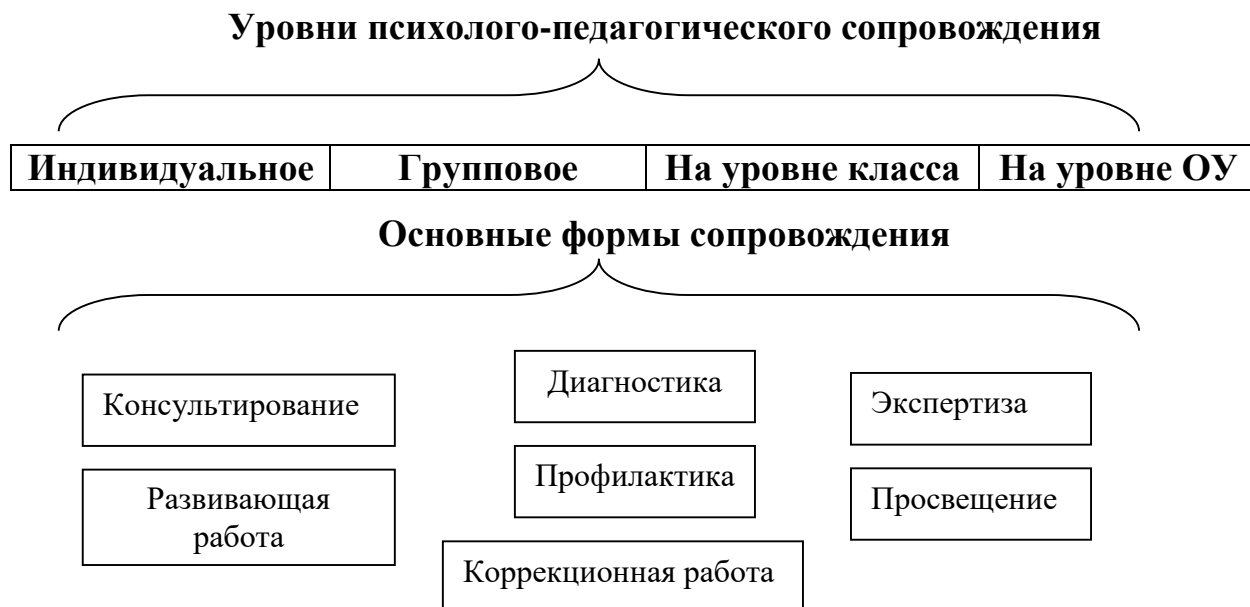 Уровни психолого-педагогического сопровождения
Индивидуальное Групповое На уровне класса На уровне ОУ
Основные формы сопровождения
Консультирование
Диагностика
Экспертиза
Развивающая
работа
Профилактика
Просвещение
Коррекционная работа